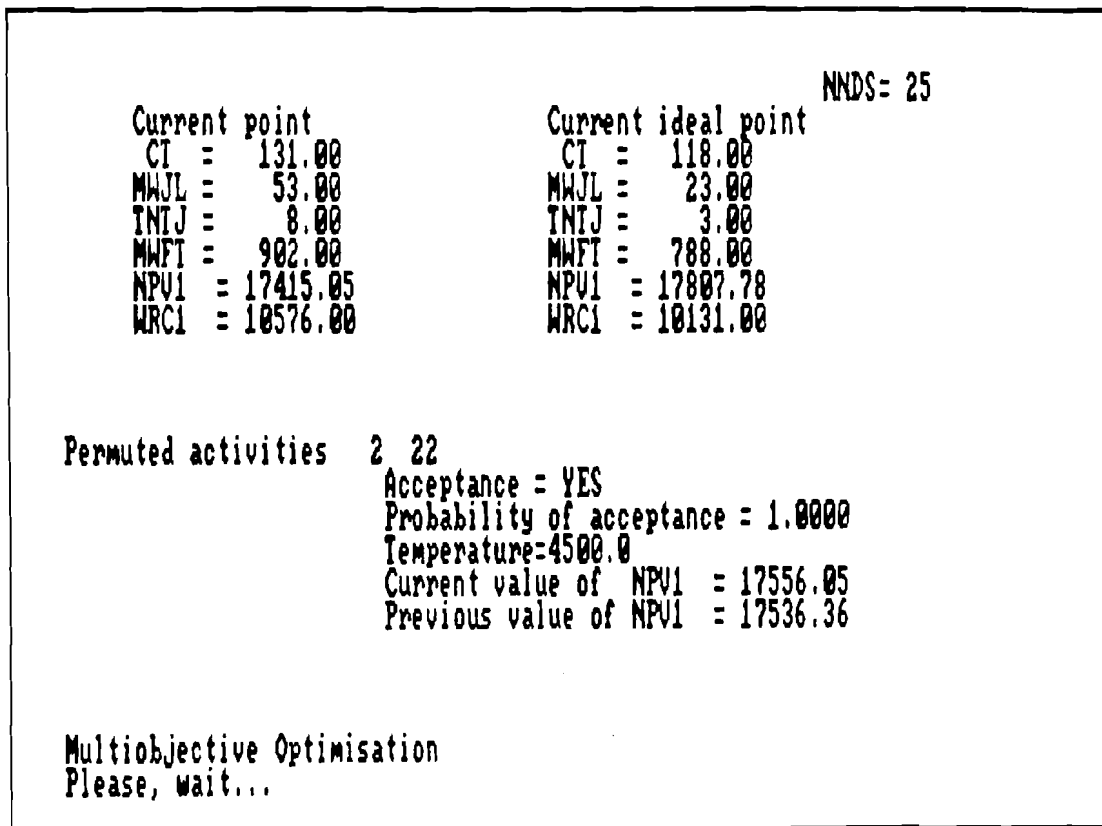 NNDS= 25
Current point Current ideal point
CT = 131.00 CT = 118.00
MWJL = 53.00 MWJL = 23.00
TNTJ = 8.00 TNTJ = 3.00
MWFT = 902.00 MWFT = 788.00
NPV1 = 17415.05 NPV1 = 17807.78
WRC1 = 10576.00 WRC1 = 10131.00
Permuted activities 2 22
Acceptance = YES
Probability of acceptance = 1.0000
Temperature=4500.0
Current value of NPV1 = 17556.05
Previous value of NPV1 = 17536.36
Multiobjective Optimisation
Please, wait...